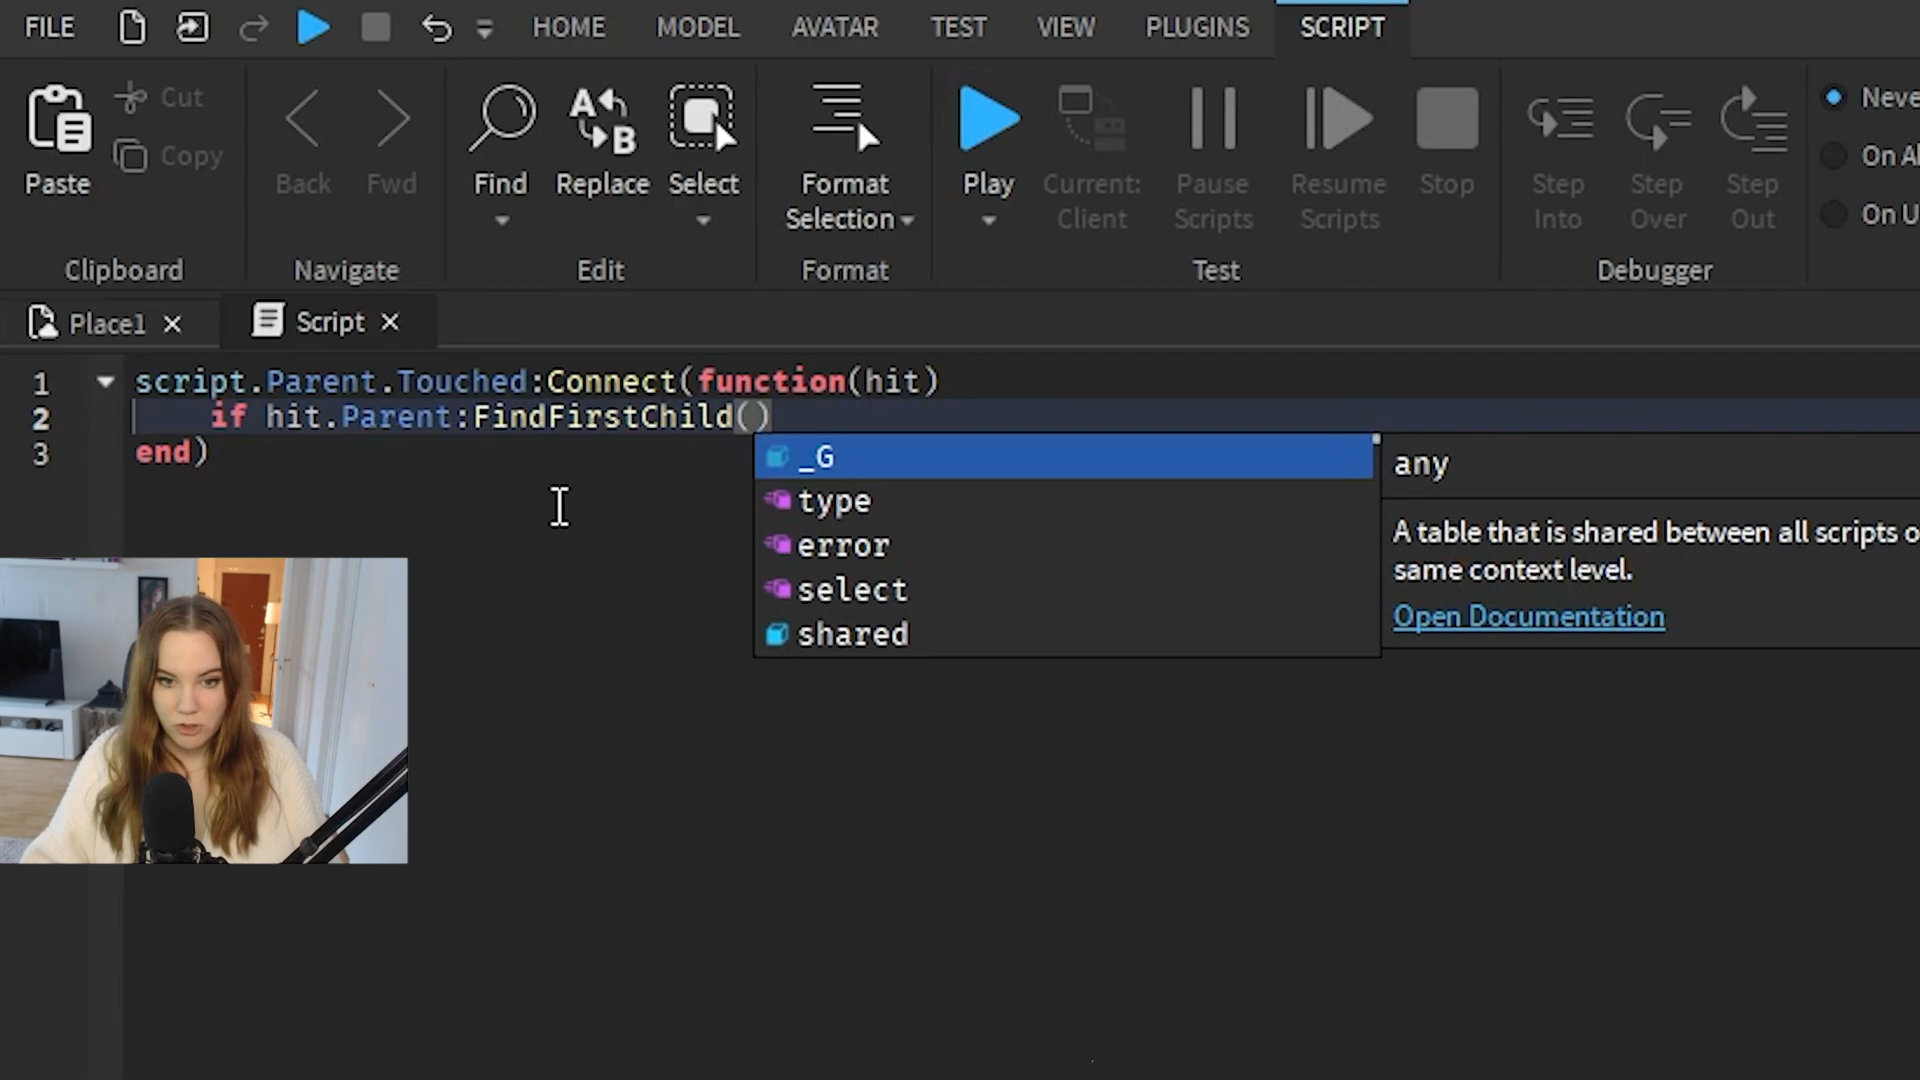 FILE HOME MODEL AVATAR TEST VIEW PLUGINS SCRIPT
Paste Cut Copy
Clipboard
Back Fwd
Navigate
Find Replace Select
Edit
Format Selection
Format
Play Current: Client Pause Scripts Resume Scripts Stop
Test
Step Into Step Over Step Out
Debugger
Neve
On Al
On U
Place1 Script
1 script.Parent.Touched:Connect(function(hit)
2 if hit.Parent:FindFirstChild()
3 end)
_G
type
error
select
shared
any
A table that is shared between all scripts o
same context level.
Open Documentation